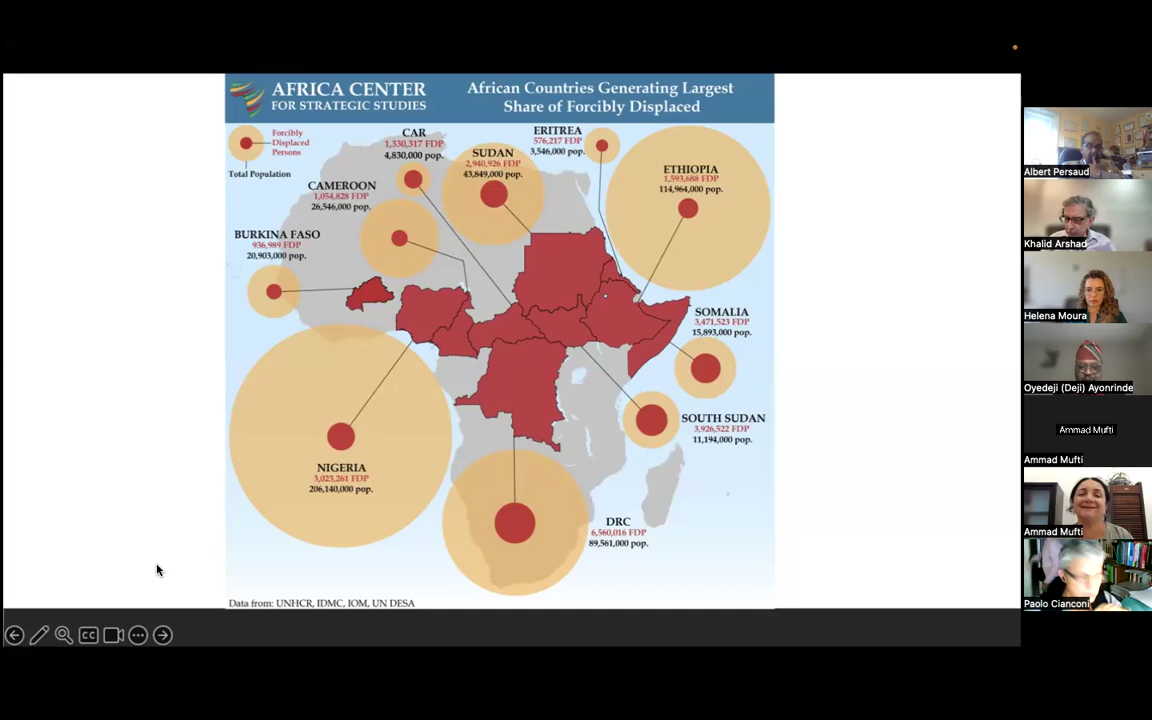 AFRICA CENTER
FOR STRATEGIC STUDIES
African Countries Generating Largest
Share of Forcibly Displaced
Forcibly
Displaced
Persons
Total Population
CAR
1,330,317 FDP
4,830,000 pop.
ERITREA
576,217 FDP
3,546,000 pop.
SUDAN
2,940,926 FDP
43,849,000 pop.
ETHIOPIA
1,593,688 FDP
114,964,000 pop.
CAMEROON
1,054,828 FDP
26,546,000 pop.
BURKINA FASO
936,989 FDP
20,903,000 pop.
SOMALIA
3,471,523 FDP
15,893,000 pop.
SOUTH SUDAN
3,926,522 FDP
11,194,000 pop.
NIGERIA
3,023,261 FDP
206,140,000 pop.
DRC
6,560,016 FDP
89,561,000 pop.
Data from: UNHCR, IDMC, IOM, UN DESA
CC
Albert Persaud
Khalid Arshad
Helena Moura
Oyedeji (Deji) Ayonrinde
Ammad Mufti
Ammad Mufti
Ammad Mufti
Paolo Cianconi